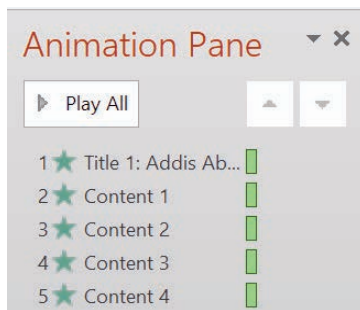 Animation Pane
Play All
1 Title 1: Addis Ab...
2 Content 1
3 Content 2
4 Content 3
5 Content 4